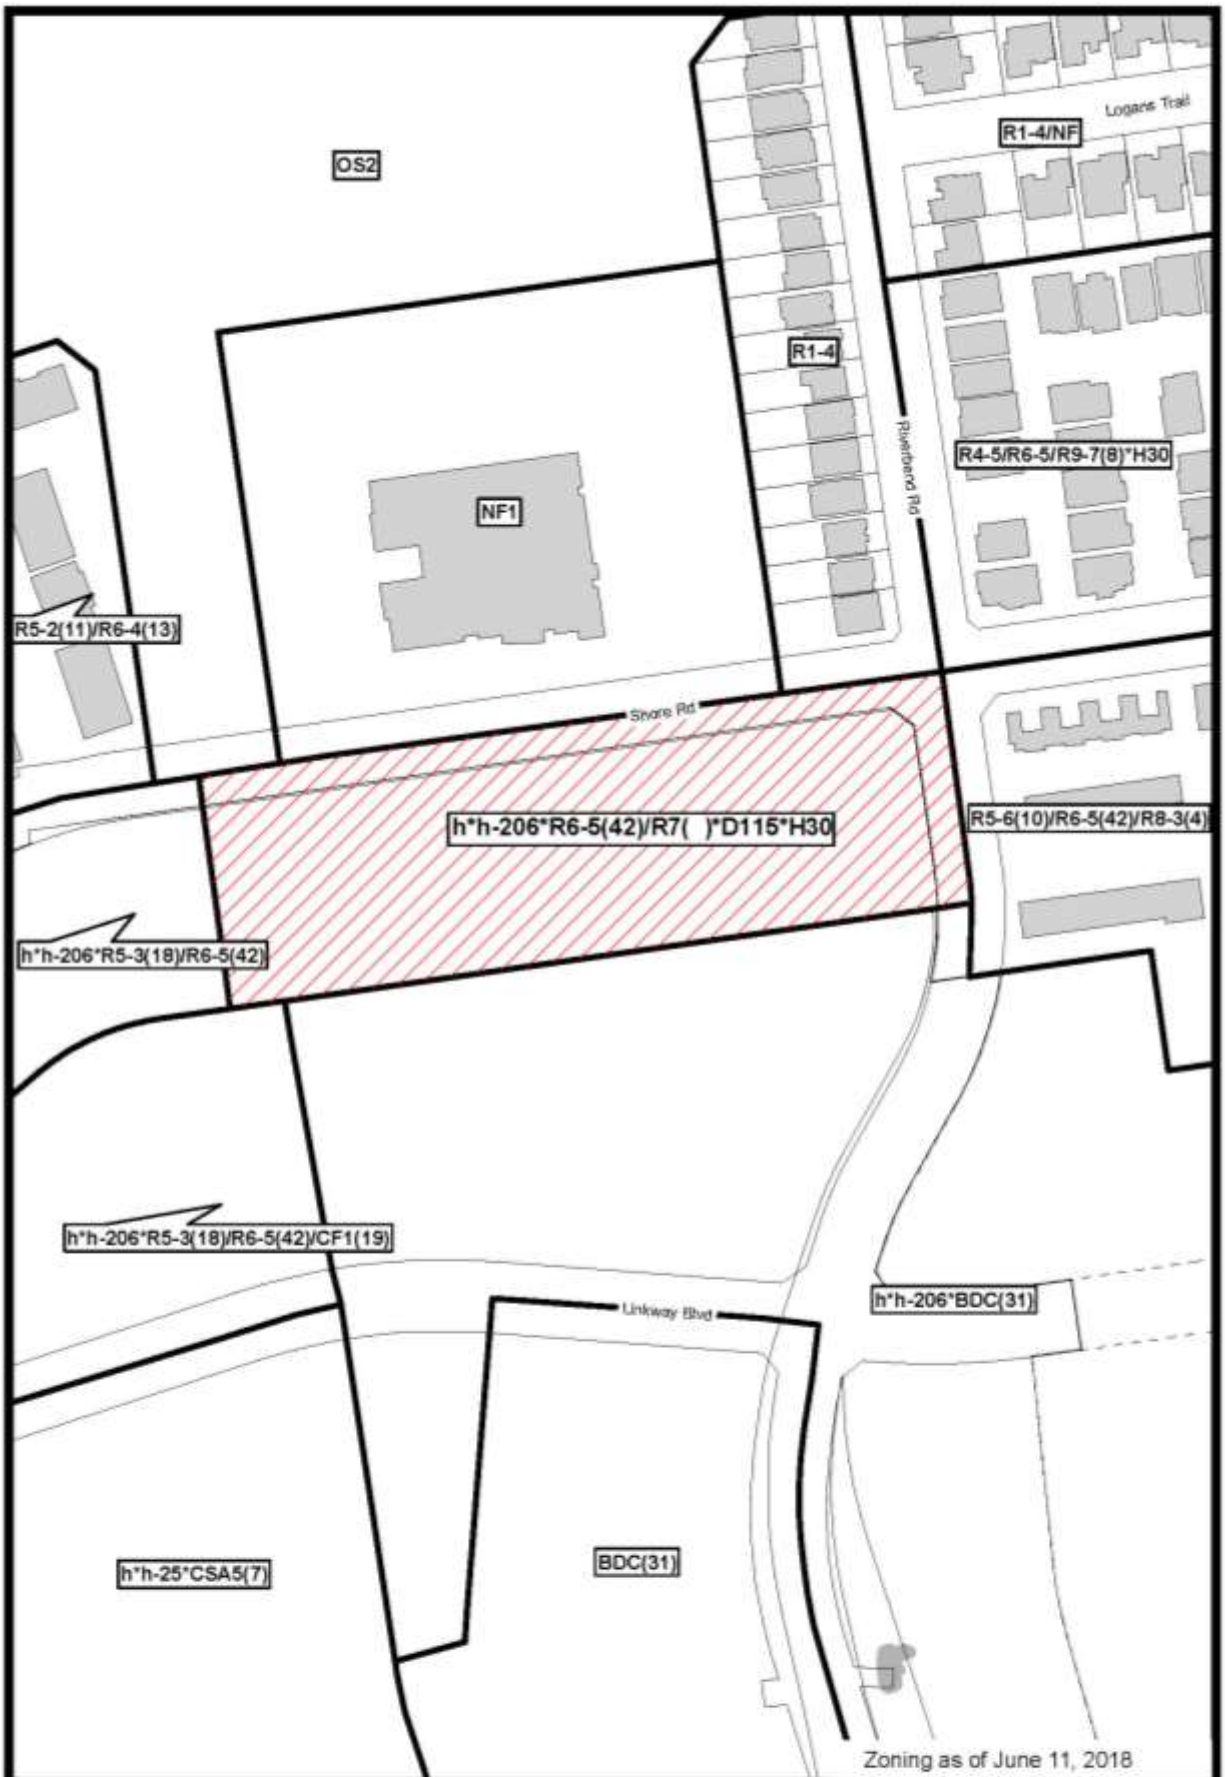 Logans Trail
R1-4/NF
OS2
R1-4
Riverbend Rd
R4-5/R6-5/R9-7(8)*H30
NF1
R5-2(11)/R6-4(13)
Shore Rd
h*h-206*R6-5(42)/R7( )*D115*H30
R5-6(10)/R6-5(42)/R8-3(4)
h*h-206*R5-3(18)/R6-5(42)
h*h-206*R5-3(18)/R6-5(42)/CF1(19)
h*h-206*BDC(31)
Linkway Blvd
h*h-25*CSA5(7)
BDC(31)
Zoning as of June 11, 2018